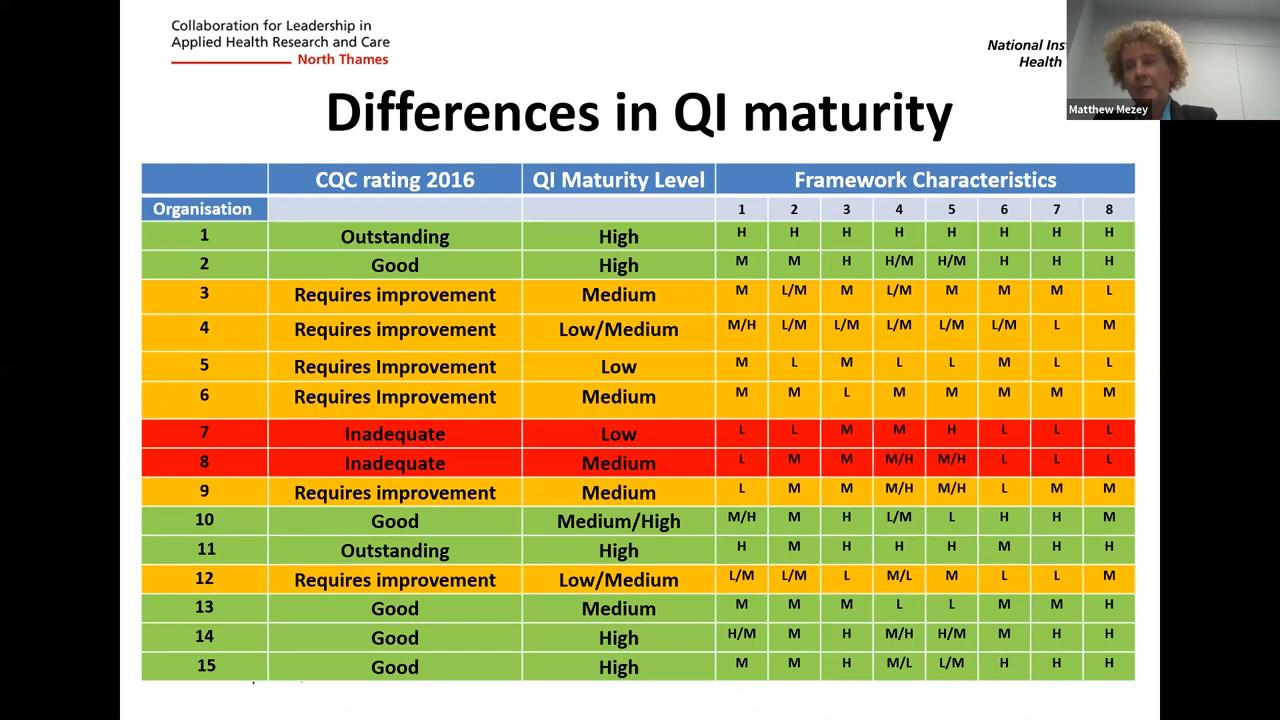 Collaboration for Leadership in
Applied Health Research and Care
North Thames
National Ins
Health
Matthew Mezey
Differences in QI maturity
CQC rating 2016 QI Maturity Level Framework Characteristics
Organisation 1 2 3 4 5 6 7 8
1 Outstanding High H H H H H H H H
2 Good High M M H H/M H/M H H H
3 Requires improvement Medium M L/M M L/M M M M L
4 Requires improvement Low/Medium M/H L/M L/M L/M L/M L/M L M
5 Requires Improvement Low M L M L L M L L
6 Requires Improvement Medium M M L M M M M M
7 Inadequate Low L L M M H L L L
8 Inadequate Medium L M M M/H M/H L L L
9 Requires improvement Medium L M M M/H M/H L M M
10 Good Medium/High M/H M H L/M L H H M
11 Outstanding High H M H H H M H H
12 Requires improvement Low/Medium L/M L/M L M/L M L L M
13 Good Medium M M M L L M M H
14 Good High H/M M H M/H H/M M H H
15 Good High M M H M/L L/M H H H